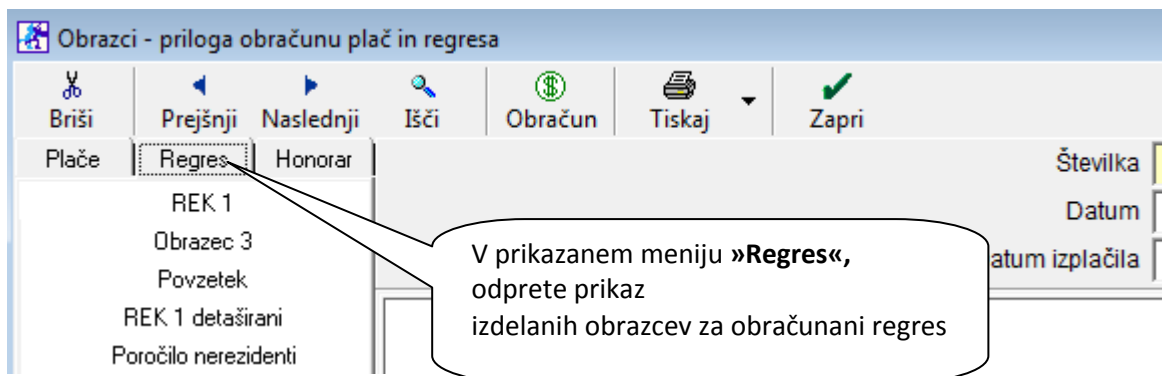 Obrazci - priloga obračunu plač in regresa
Briši Prejšnji Naslednji Išči Obračun Tiskaj Zapri
Plače Regres Honorar
Številka
REK 1
Datum
Obrazec 3
V prikazanem meniju »Regres«,
atum izplačila
Povzetek
odprete prikaz
REK 1 detaširani
izdelanih obrazcev za obračunani regres
Poročilo nerezidenti